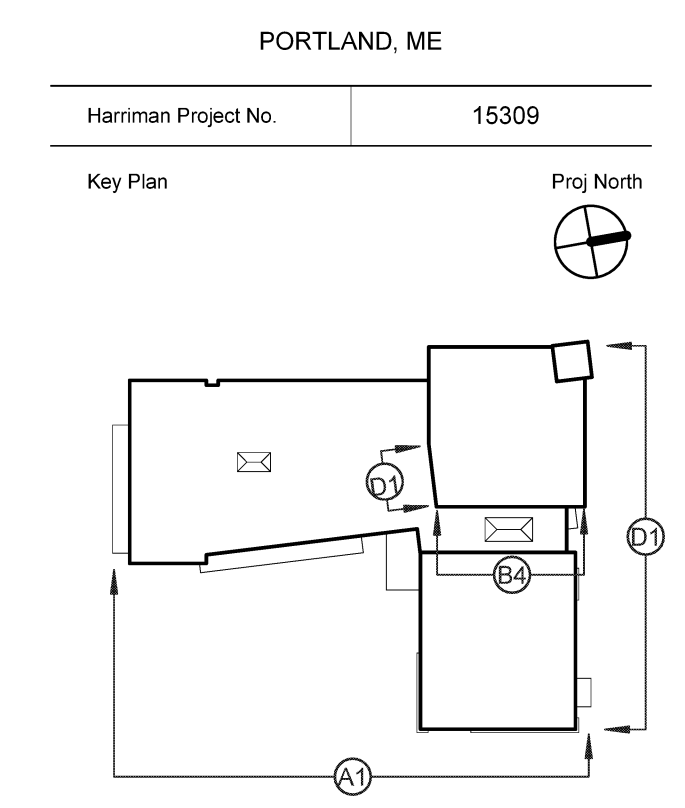 PORTLAND, ME
Harriman Project No. 15309
Key Plan Proj North
D1
D1
B4
A1